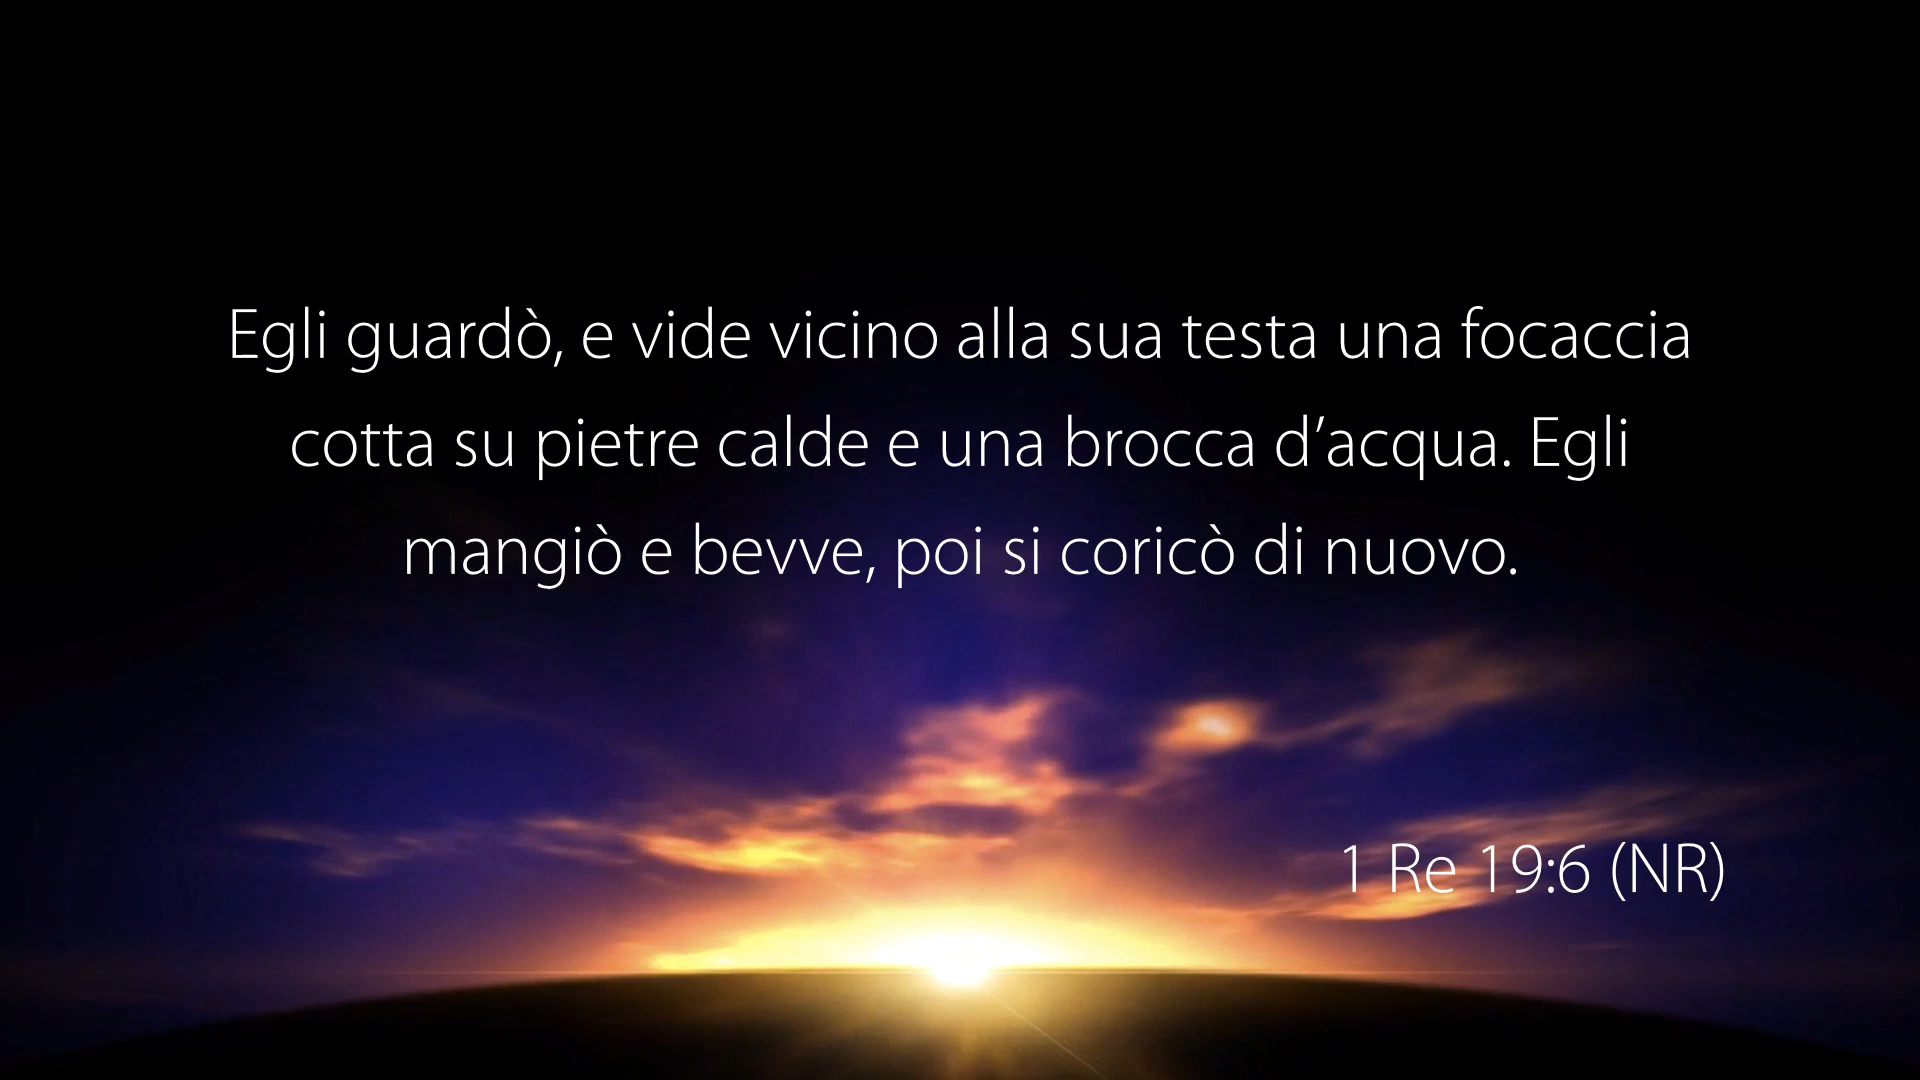 Egli guardò, e vide vicino alla sua testa una focaccia
cotta su pietre calde e una brocca d’acqua. Egli
mangiò e bevve, poi si coricò di nuovo.
1 Re 19:6 (NR)